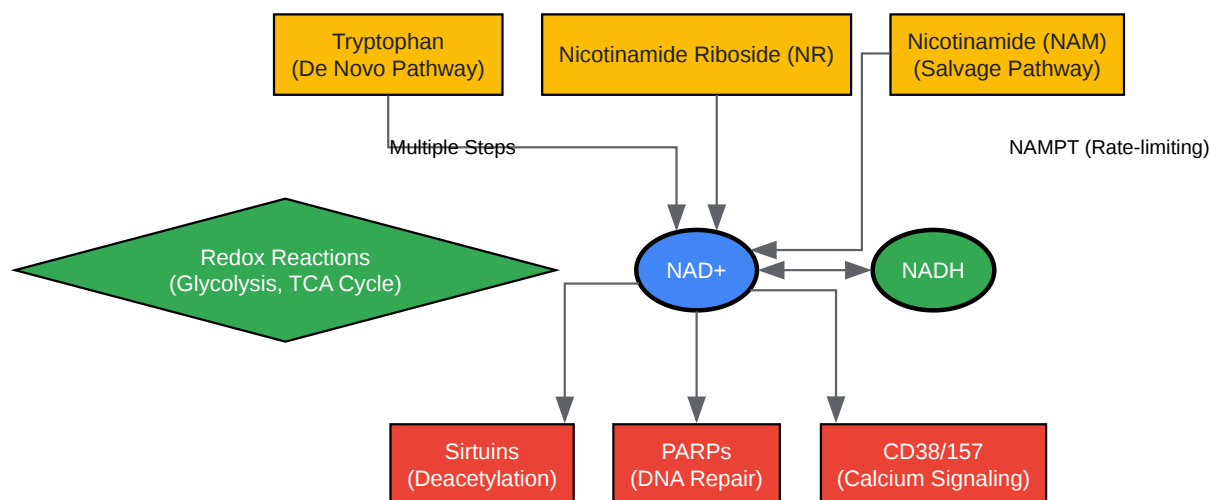 Tryptophan
(De Novo Pathway)
Nicotinamide Riboside (NR)
Nicotinamide (NAM)
(Salvage Pathway)
Multiple Steps
NAMPT (Rate-limiting)
Redox Reactions
(Glycolysis, TCA Cycle)
NAD+
NADH
Sirtuins
(Deacetylation)
PARPs
(DNA Repair)
CD38/157
(Calcium Signaling)